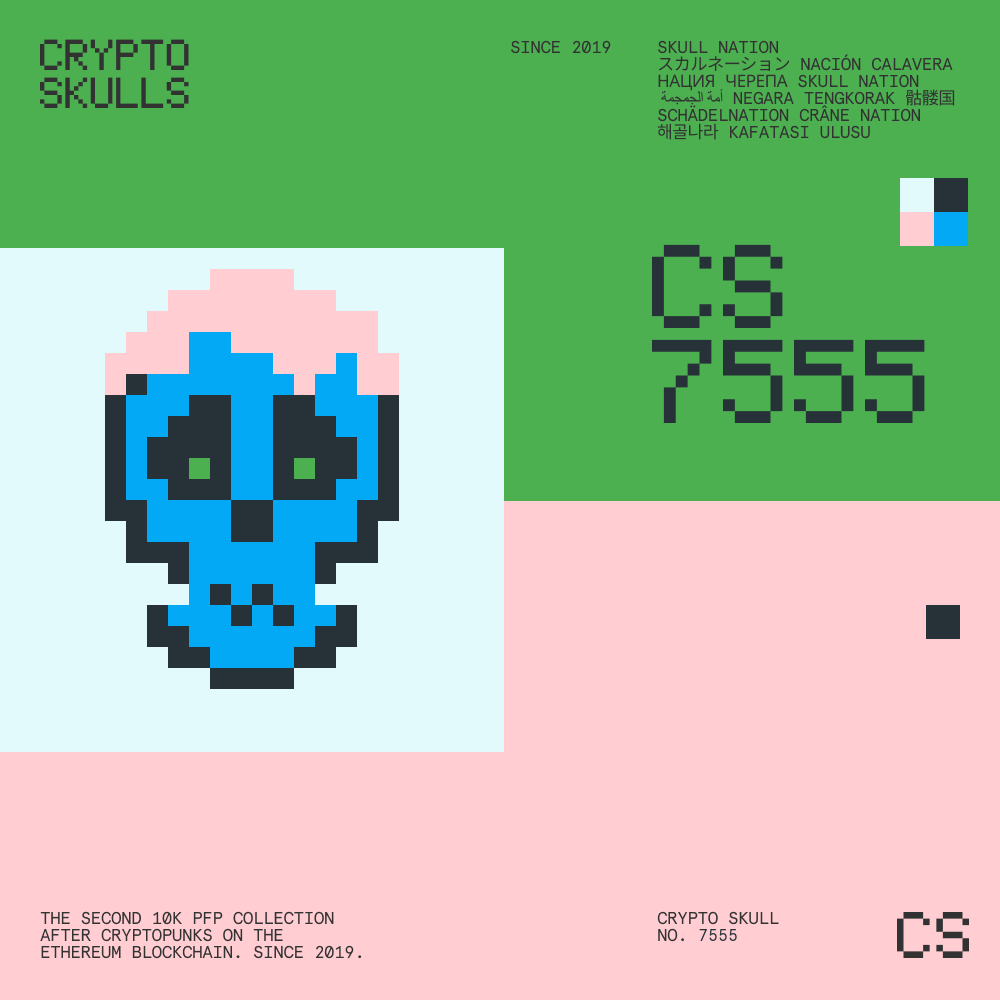 CRYPTO
SKULLS
SINCE 2019
SKULL NATION
スカルネーション NACIÓN CALAVERA
НАЦИЯ ЧЕРЕПА SKULL NATION
أمة الجمجمة NEGARA TENGKORAK 骷髅国
SCHÄDELNATION CRÂNE NATION
해골나라 KAFATASI ULUSU
CS
7555
THE SECOND 10K PFP COLLECTION
AFTER CRYPTOPUNKS ON THE
ETHEREUM BLOCKCHAIN. SINCE 2019.
CRYPTO SKULL
NO. 7555
CS